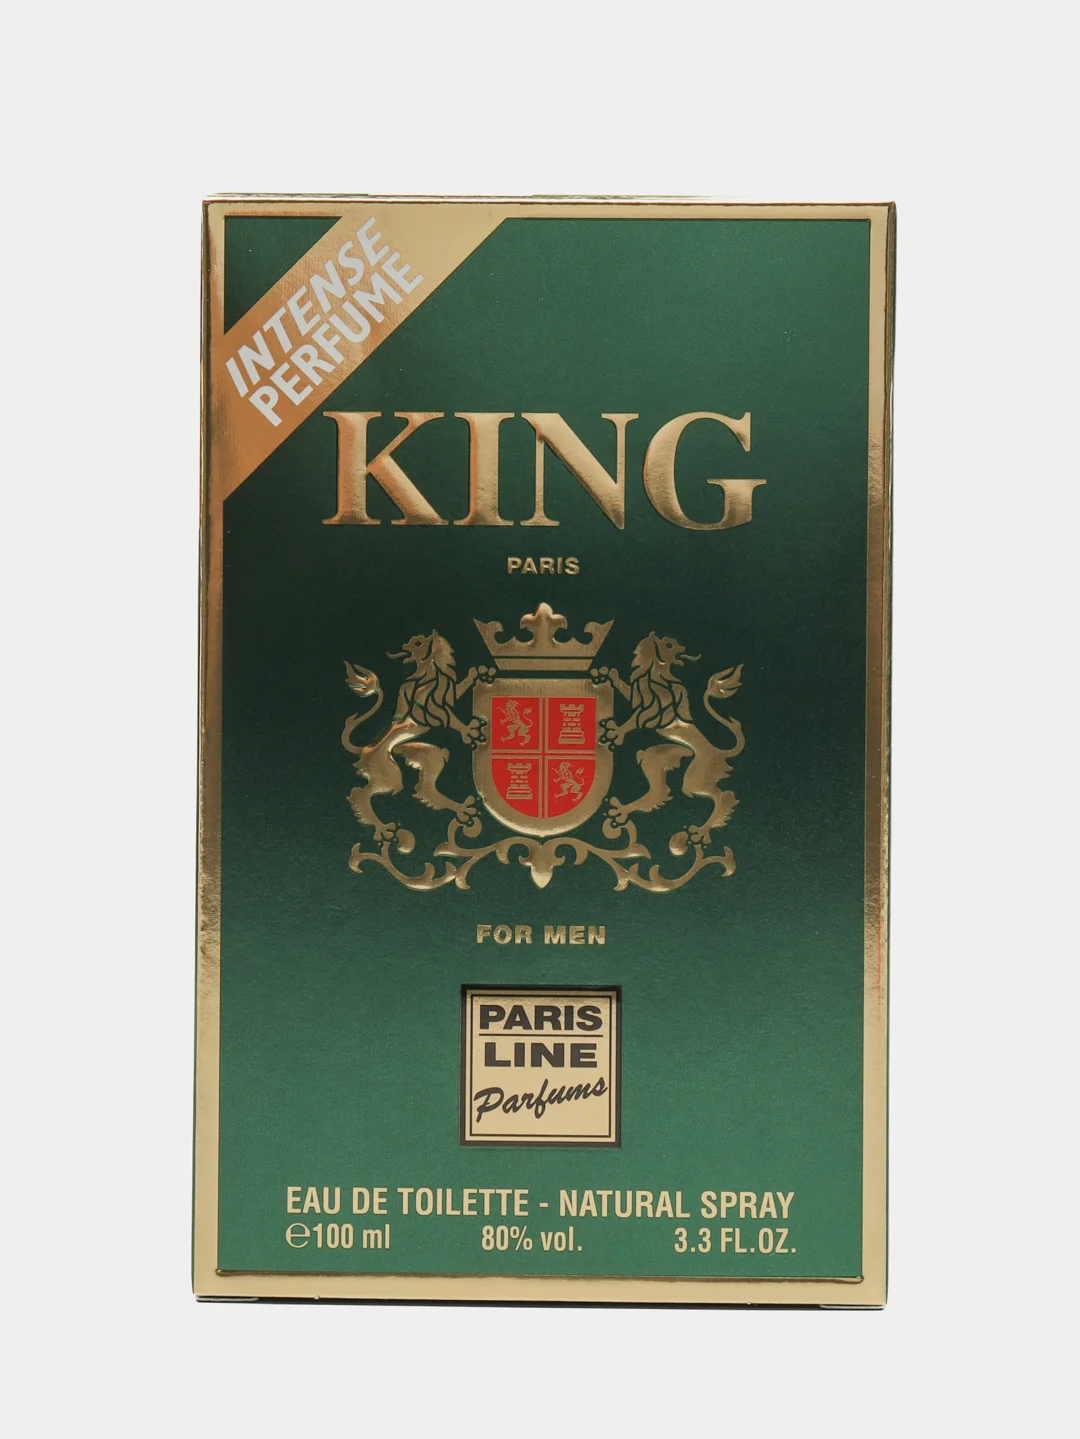 INTENSE
PERFUME
KING
PARIS
FOR MEN
PARIS
LINE
Parfums
EAU DE TOILETTE - NATURAL SPRAY
℮100 ml 80% vol. 3.3 FL.OZ.